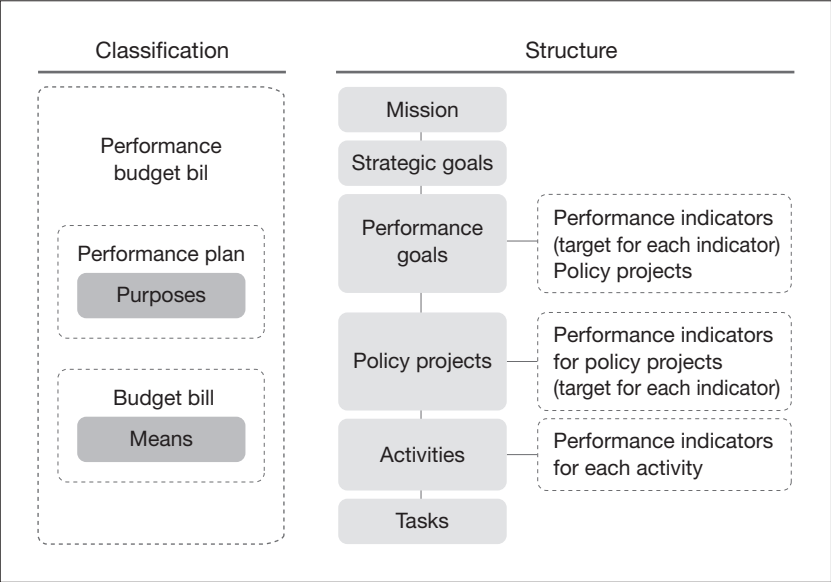 Classification
Performance
budget bil
Performance plan
Purposes
Budget bill
Means
Structure
Mission
Strategic goals
Performance
goals
Performance indicators
(target for each indicator)
Policy projects
Policy projects
Performance indicators
for policy projects
(target for each indicator)
Activities
Performance indicators
for each activity
Tasks